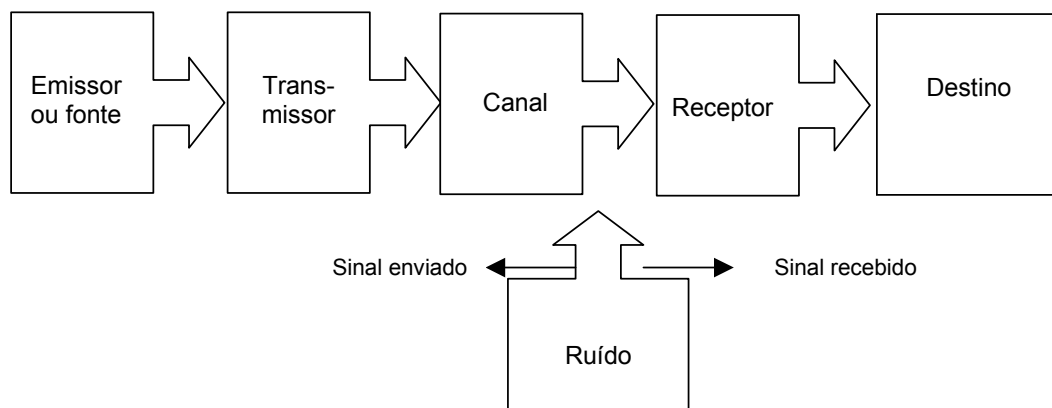 Emissor
ou fonte
Trans-
missor
Canal
Receptor
Destino
Sinal enviado
Sinal recebido
Ruído